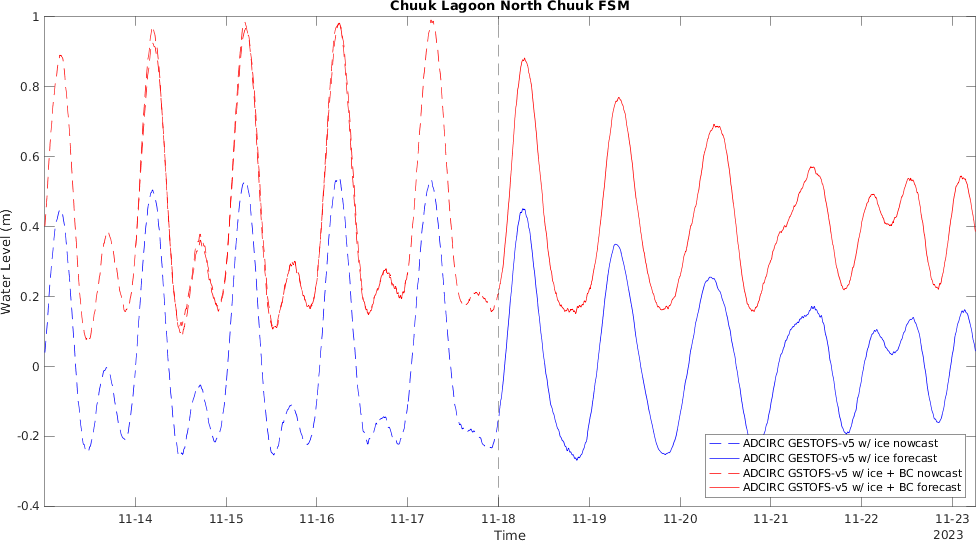 Chuuk Lagoon North Chuuk FSM
1
0.8
0.6
0.4
0.2
0
-0.2
-0.4
Water Level (m)
11-14 11-15 11-16 11-17 11-18 11-19 11-20 11-21 11-22 11-23
2023
Time
ADCIRC GESTOFS-v5 w/ ice nowcast
ADCIRC GESTOFS-v5 w/ ice forecast
ADCIRC GSTOFS-v5 w/ ice + BC nowcast
ADCIRC GSTOFS-v5 w/ ice + BC forecast